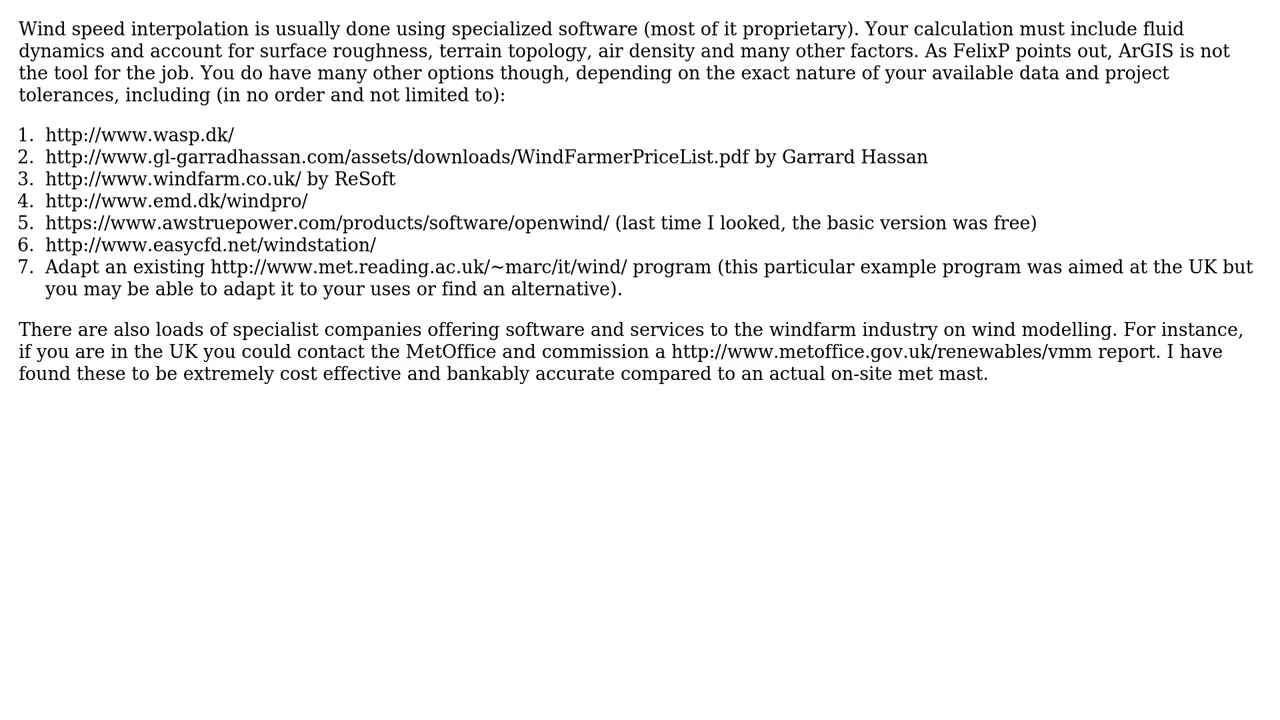 Wind speed interpolation is usually done using specialized software (most of it proprietary). Your calculation must include fluid
dynamics and account for surface roughness, terrain topology, air density and many other factors. As FelixP points out, ArGIS is not
the tool for the job. You do have many other options though, depending on the exact nature of your available data and project
tolerances, including (in no order and not limited to):
1. http://www.wasp.dk/
2. http://www.gl-garradhassan.com/assets/downloads/WindFarmerPriceList.pdf by Garrard Hassan
3. http://www.windfarm.co.uk/ by ReSoft
4. http://www.emd.dk/windpro/
5. https://www.awstruepower.com/products/software/openwind/ (last time I looked, the basic version was free)
6. http://www.easycfd.net/windstation/
7. Adapt an existing http://www.met.reading.ac.uk/~marc/it/wind/ program (this particular example program was aimed at the UK but
you may be able to adapt it to your uses or find an alternative).
There are also loads of specialist companies offering software and services to the windfarm industry on wind modelling. For instance,
if you are in the UK you could contact the MetOffice and commission a http://www.metoffice.gov.uk/renewables/vmm report. I have
found these to be extremely cost effective and bankably accurate compared to an actual on-site met mast.